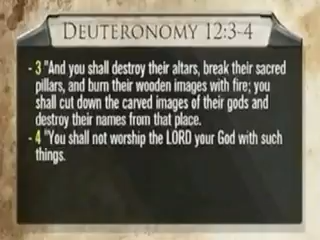 DEUTERONOMY 12:3-4
- 3 "And you shall destroy their altars, break their sacred
pillars, and burn their wooden images with fire; you
shall cut down the carved images of their gods and
destroy their names from that place.
- 4 "You shall not worship the LORD your God with such
things.